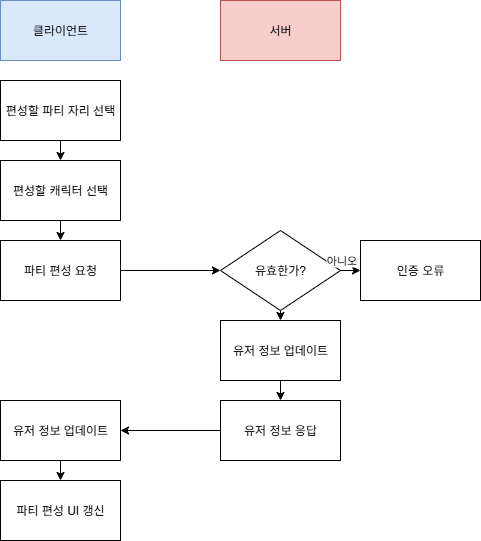 클라이언트
서버
편성할 파티 자리 선택
편성할 캐릭터 선택
파티 편성 요청
유효한가?
아니오
인증 오류
유저 정보 업데이트
유저 정보 업데이트
유저 정보 응답
파티 편성 UI 갱신